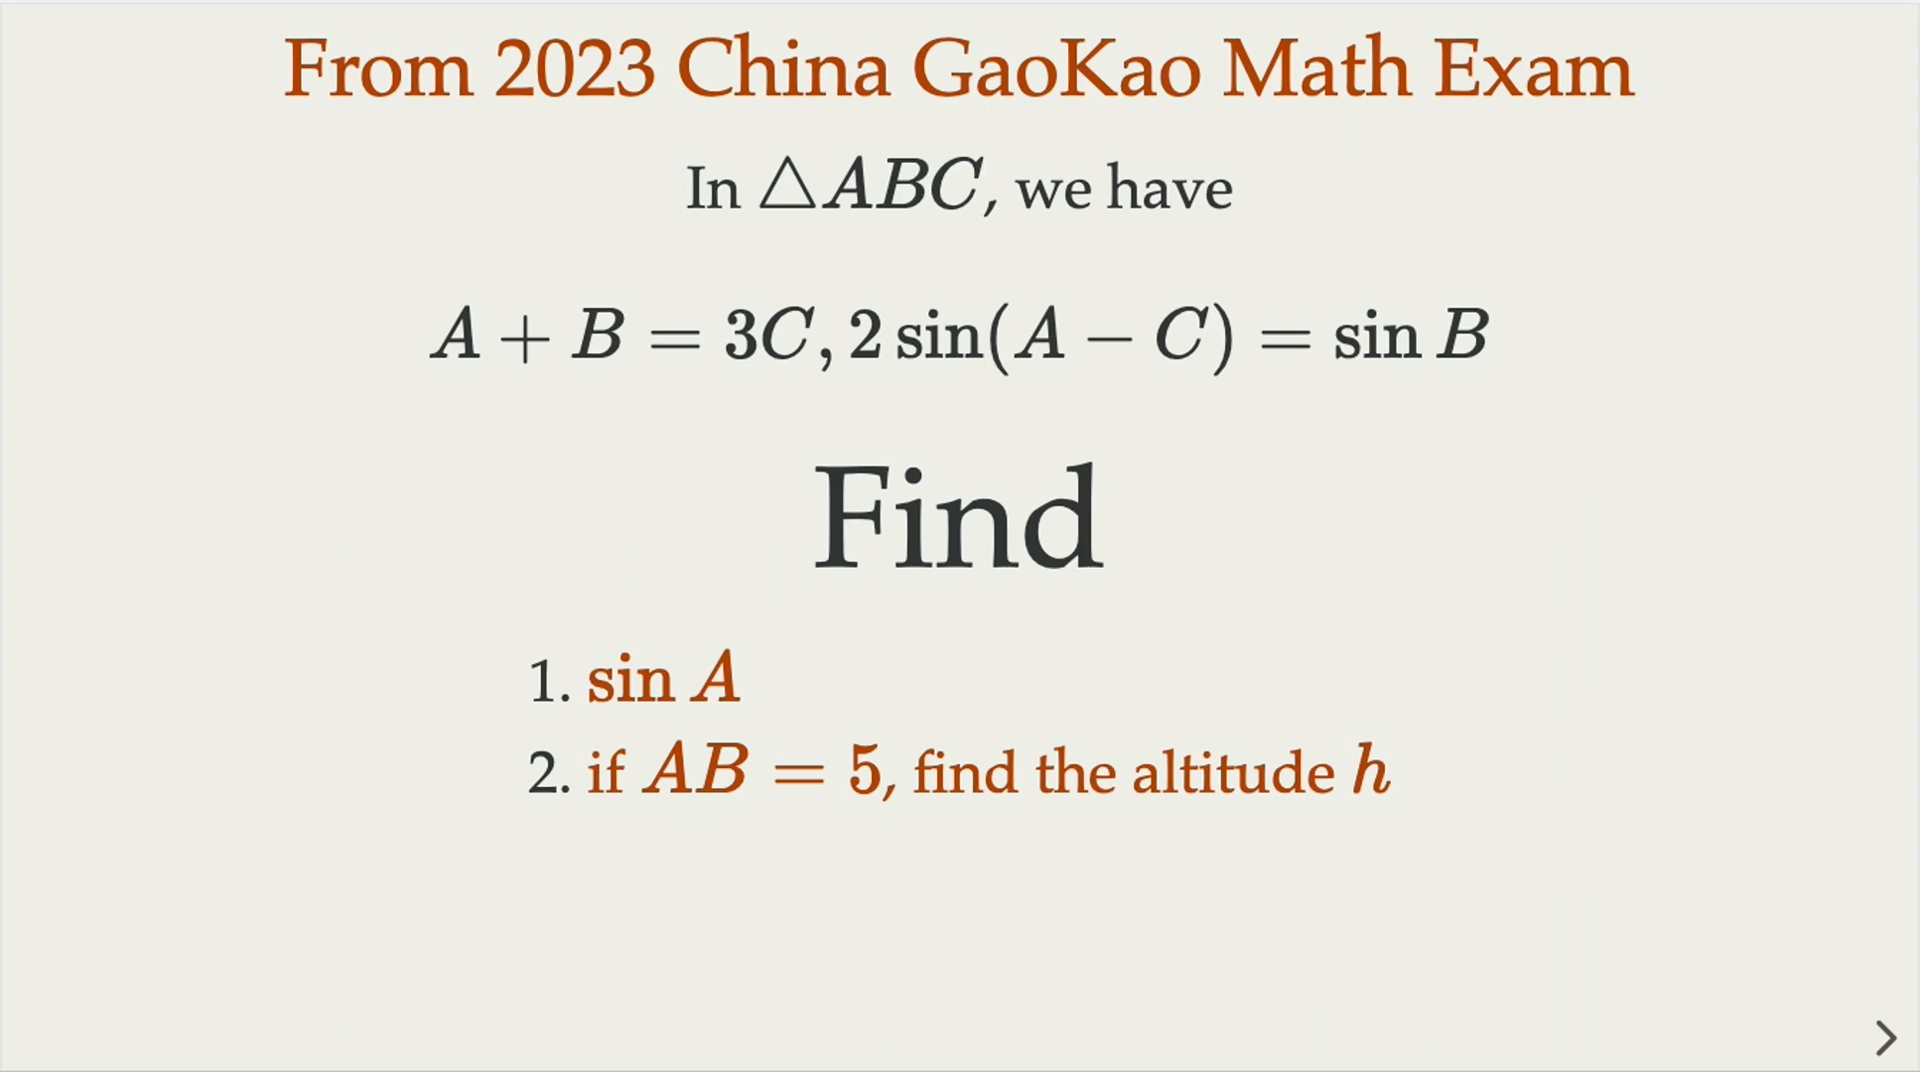 From 2023 China GaoKao Math Exam
In △ABC, we have
A + B = 3C, 2 sin(A − C) = sin B
Find
1. sin A
2. if AB = 5, find the altitude h